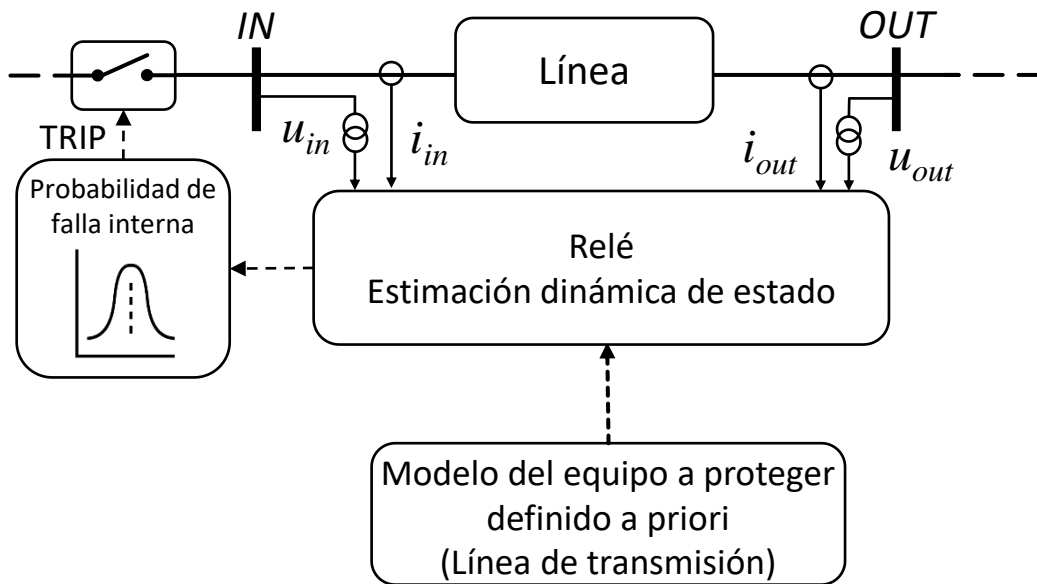 IN
OUT
Línea
TRIP
u_in
i_in
i_out
u_out
Probabilidad de
falla interna
Relé
Estimación dinámica de estado
Modelo del equipo a proteger
definido a priori
(Línea de transmisión)